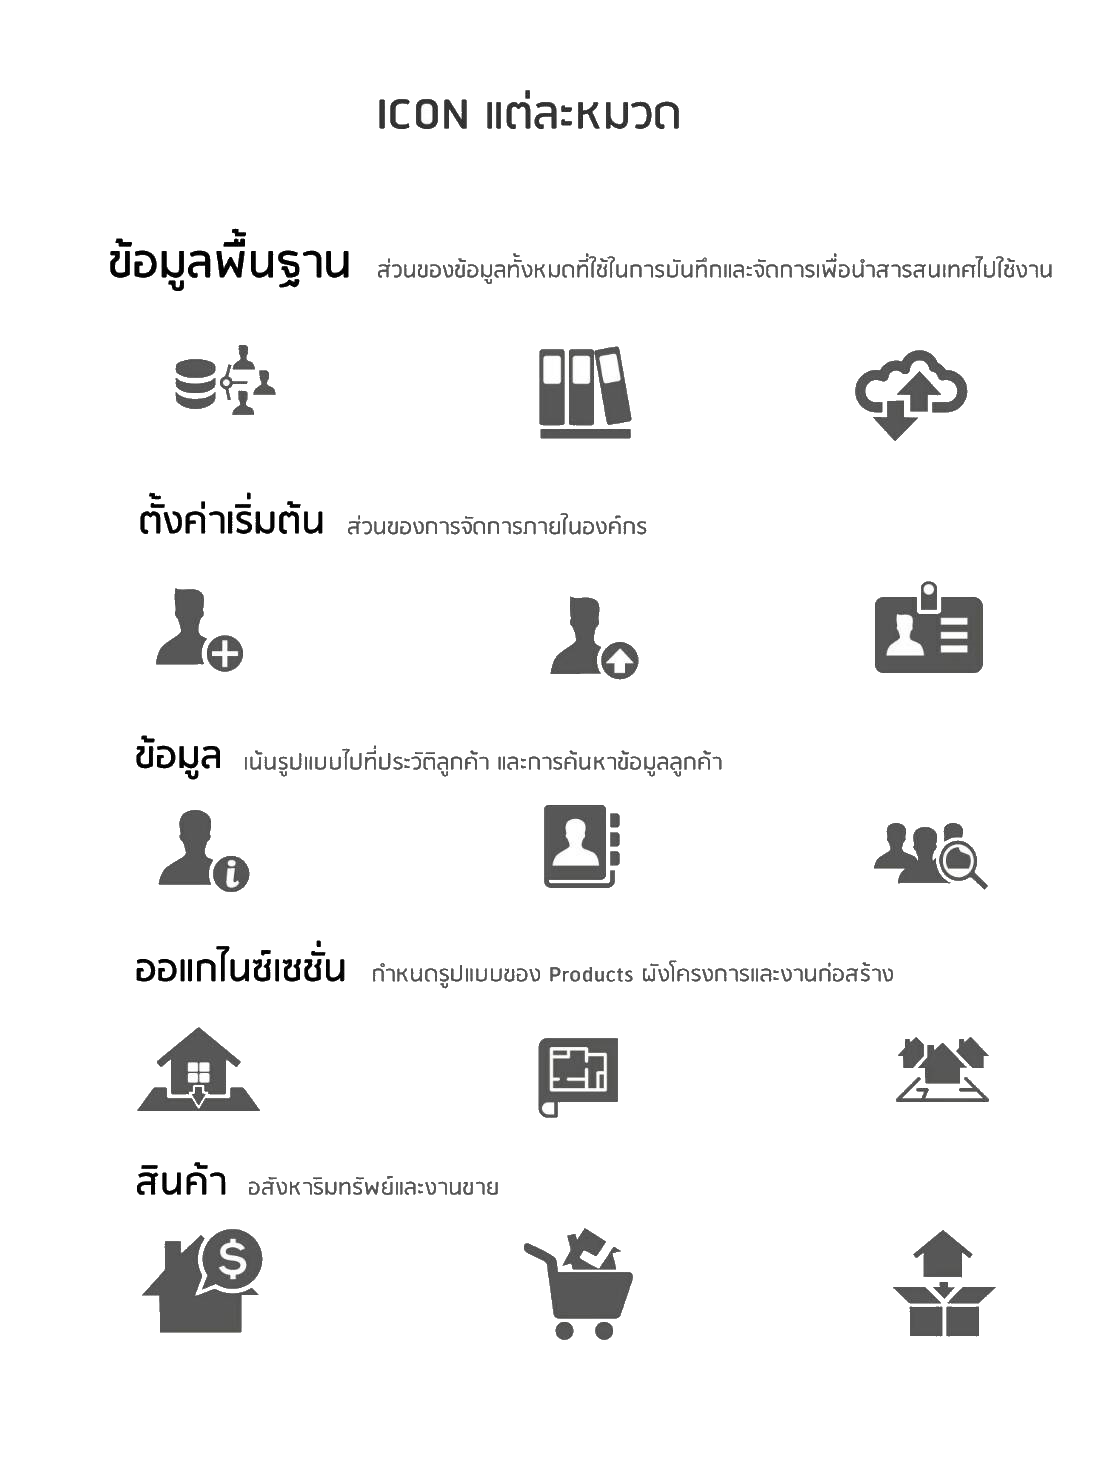 ICON แต่ละหมวด
ข้อมูลพื้นฐาน ส่วนของข้อมูลทั้งหมดที่ใช้ในการบันทึกและจัดการเพื่อนำสารสนเทศไปใช้งาน
ตั้งค่าเริ่มต้น ส่วนของการจัดการภายในองค์กร
ข้อมูล เน้นรูปแบบไปที่ประวัติลูกค้า และการค้นหาข้อมูลลูกค้า
ออแกไนซ์เซชั่น กำหนดรูปแบบของ Products ผังโครงการและงานก่อสร้าง
สินค้า อสังหาริมทรัพย์และงานขาย